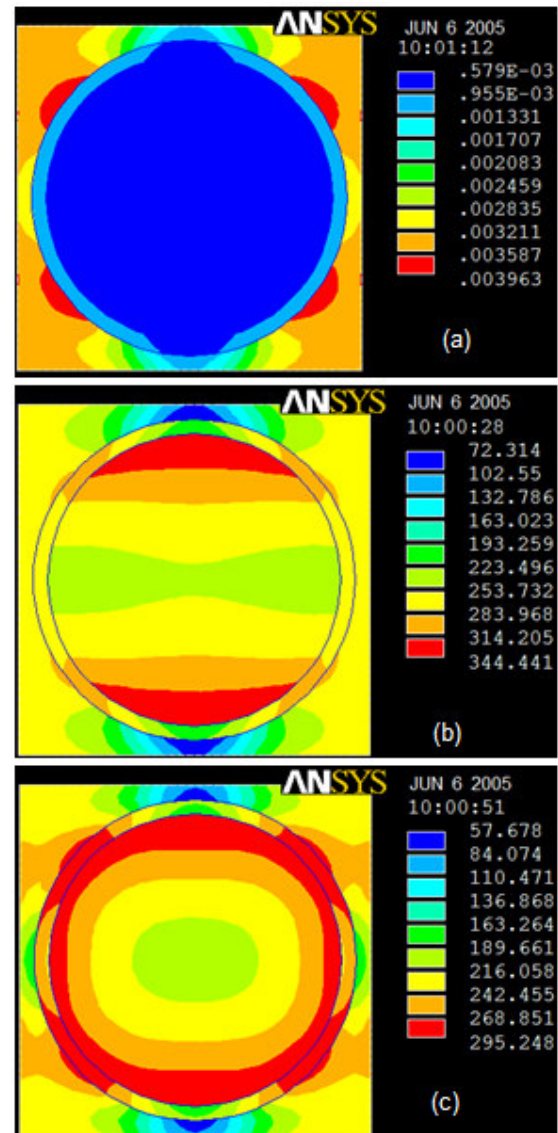 ANSYS
JUN 6 2005
10:01:12
.579E-03
.955E-03
.001331
.001707
.002083
.002459
.002835
.003211
.003587
.003963
(a)
ANSYS
JUN 6 2005
10:00:28
72.314
102.55
132.786
163.023
193.259
223.496
253.732
283.968
314.205
344.441
(b)
ANSYS
JUN 6 2005
10:00:51
57.678
84.074
110.471
136.868
163.264
189.661
216.058
242.455
268.851
295.248
(c)